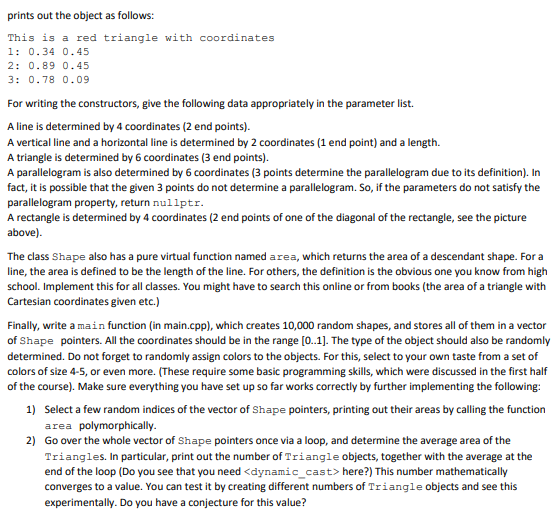 prints out the object as follows:
This is a red triangle with coordinates
1: 0.34 0.45
2: 0.89 0.45
3: 0.78 0.09
For writing the constructors, give the following data appropriately in the parameter list.
A line is determined by 4 coordinates (2 end points).
A vertical line and a horizontal line is determined by 2 coordinates (1 end point) and a length.
A triangle is determined by 6 coordinates (3 end points).
A parallelogram is also determined by 6 coordinates (3 points determine the parallelogram due to its definition). In
fact, it is possible that the given 3 points do not determine a parallelogram. So, if the parameters do not satisfy the
parallelogram property, return nullptr.
A rectangle is determined by 4 coordinates (2 end points of one of the diagonal of the rectangle, see the picture
above).
The class Shape also has a pure virtual function named area, which returns the area of a descendant shape. For a
line, the area is defined to be the length of the line. For others, the definition is the obvious one you know from high
school. Implement this for all classes. You might have to search this online or from books (the area of a triangle with
Cartesian coordinates given etc.)
Finally, write a main function (in main.cpp), which creates 10,000 random shapes, and stores all of them in a vector
of Shape pointers. All the coordinates should be in the range [0..1]. The type of the object should also be randomly
determined. Do not forget to randomly assign colors to the objects. For this, select to your own taste from a set of
colors of size 4-5, or even more. (These require some basic programming skills, which were discussed in the first half
of the course). Make sure everything you have set up so far works correctly by further implementing the following:
1) Select a few random indices of the vector of Shape pointers, printing out their areas by calling the function
area polymorphically.
2) Go over the whole vector of Shape pointers once via a loop, and determine the average area of the
Triangles. In particular, print out the number of Triangle objects, together with the average at the
end of the loop (Do you see that you need <dynamic_cast> here?) This number mathematically
converges to a value. You can test it by creating different numbers of Triangle objects and see this
experimentally. Do you have a conjecture for this value?